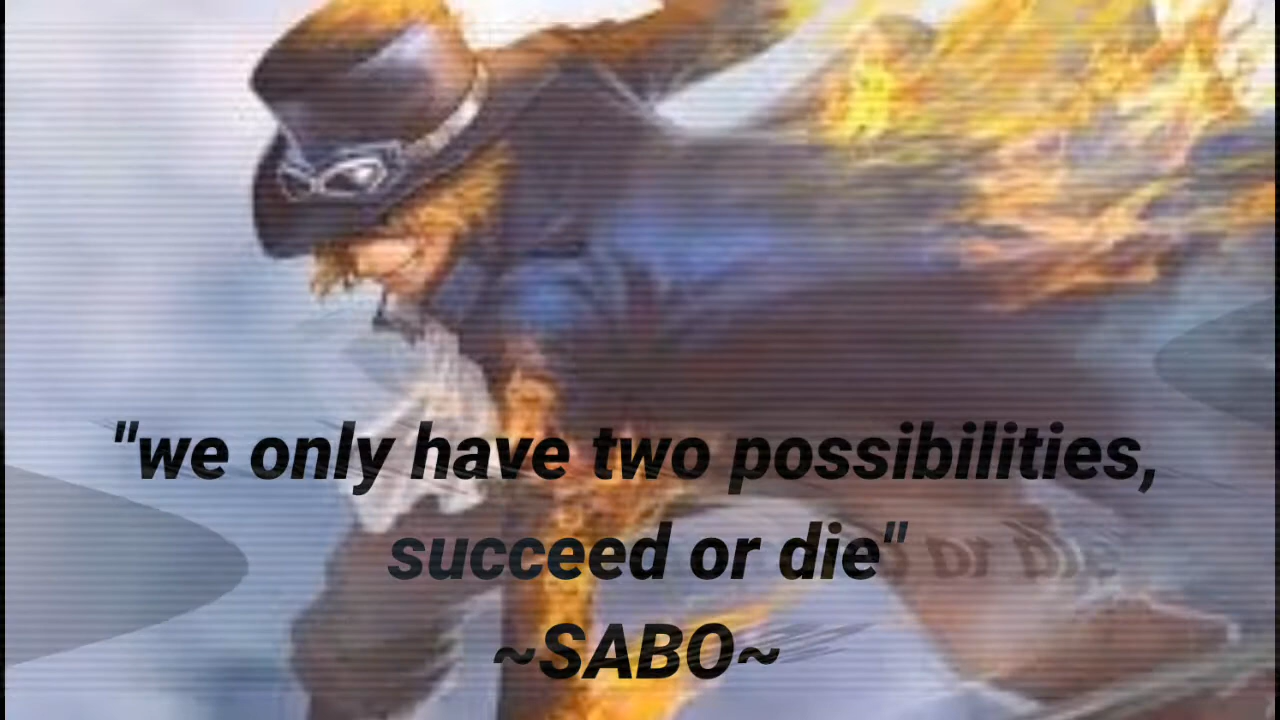 "we only have two possibilities,
succeed or die"
~SABO~